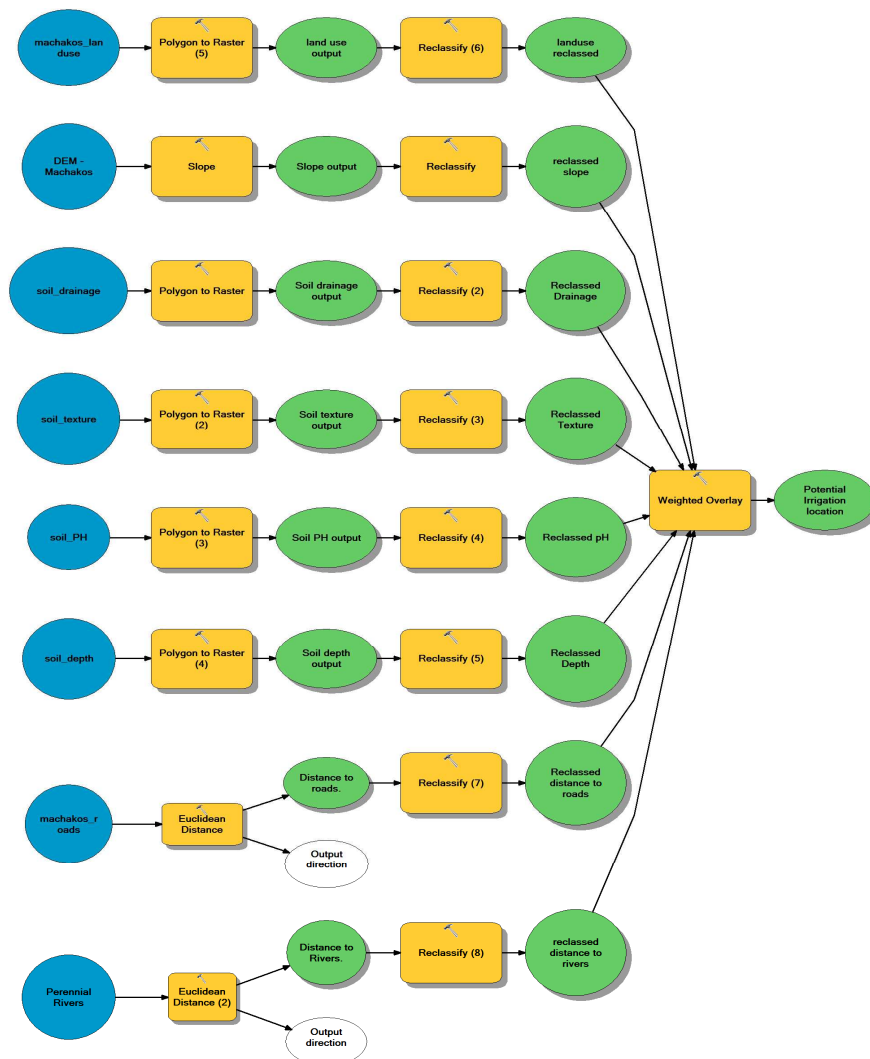 machakos_lan
duse
Polygon to Raster
(5)
land use
output
Reclassify (6)
landuse
reclassed
DEM -
Machakos
Slope
Slope output
Reclassify
reclassed
slope
soil_drainage
Polygon to Raster
Soil drainage
output
Reclassify (2)
Reclassed
Drainage
soil_texture
Polygon to Raster
(2)
Soil texture
output
Reclassify (3)
Reclassed
Texture
Weighted Overlay
Potential
Irrigation
location
soil_PH
Polygon to Raster
(3)
Soil PH output
Reclassify (4)
Reclassed pH
soil_depth
Polygon to Raster
(4)
Soil depth
output
Reclassify (5)
Reclassed
Depth
machakos_r
oads
Euclidean
Distance
Distance to
roads.
Output
direction
Reclassify (7)
Reclassed
distance to
roads
Perennial
Rivers
Euclidean
Distance (2)
Distance to
Rivers.
Output
direction
Reclassify (8)
reclassed
distance to
rivers